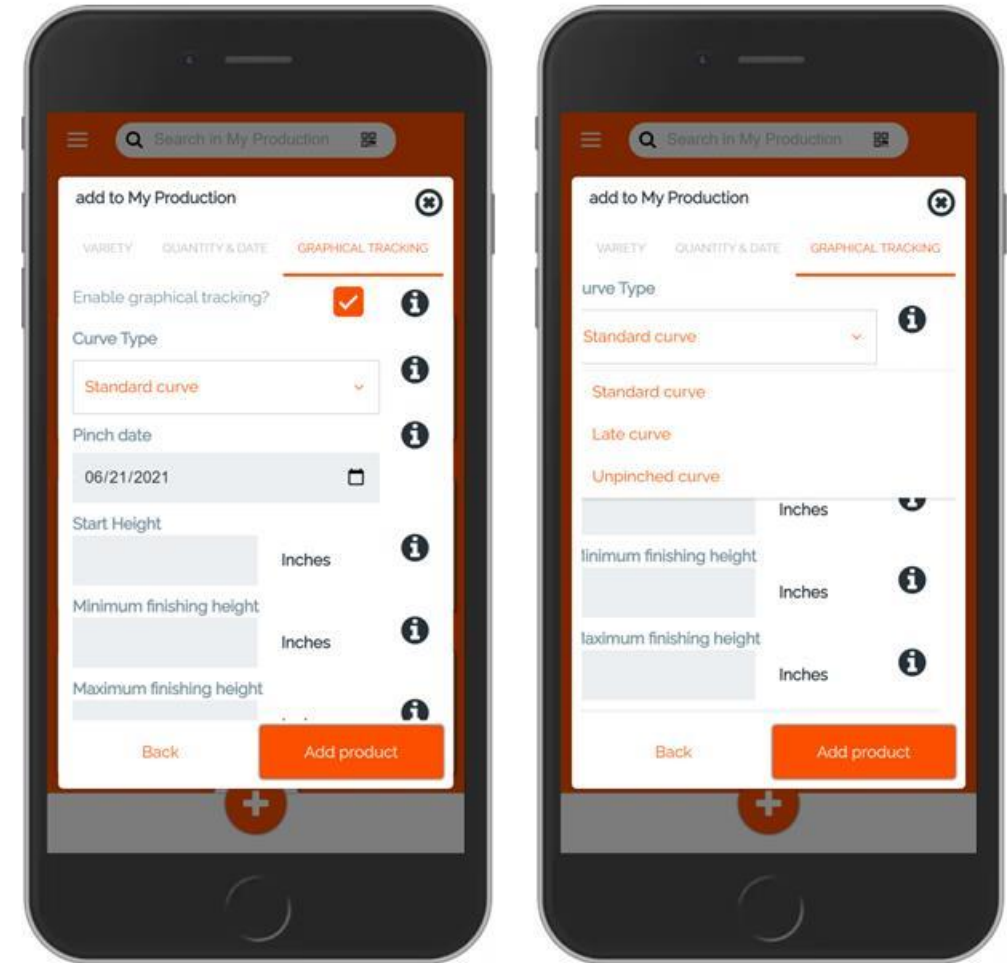 Search in My Production
add to My Production
VARIETY QUANTITY & DATE GRAPHICAL TRACKING
Enable graphical tracking?
Curve Type
Standard curve
Pinch date
06/21/2021
Start Height
Inches
Minimum finishing height
Inches
Maximum finishing height
Back Add product
Search in My Production
add to My Production
VARIETY QUANTITY & DATE GRAPHICAL TRACKING
urve Type
Standard curve
Standard curve
Late curve
Unpinched curve
Inches
inimum finishing height
Inches
aximum finishing height
Inches
Back Add product